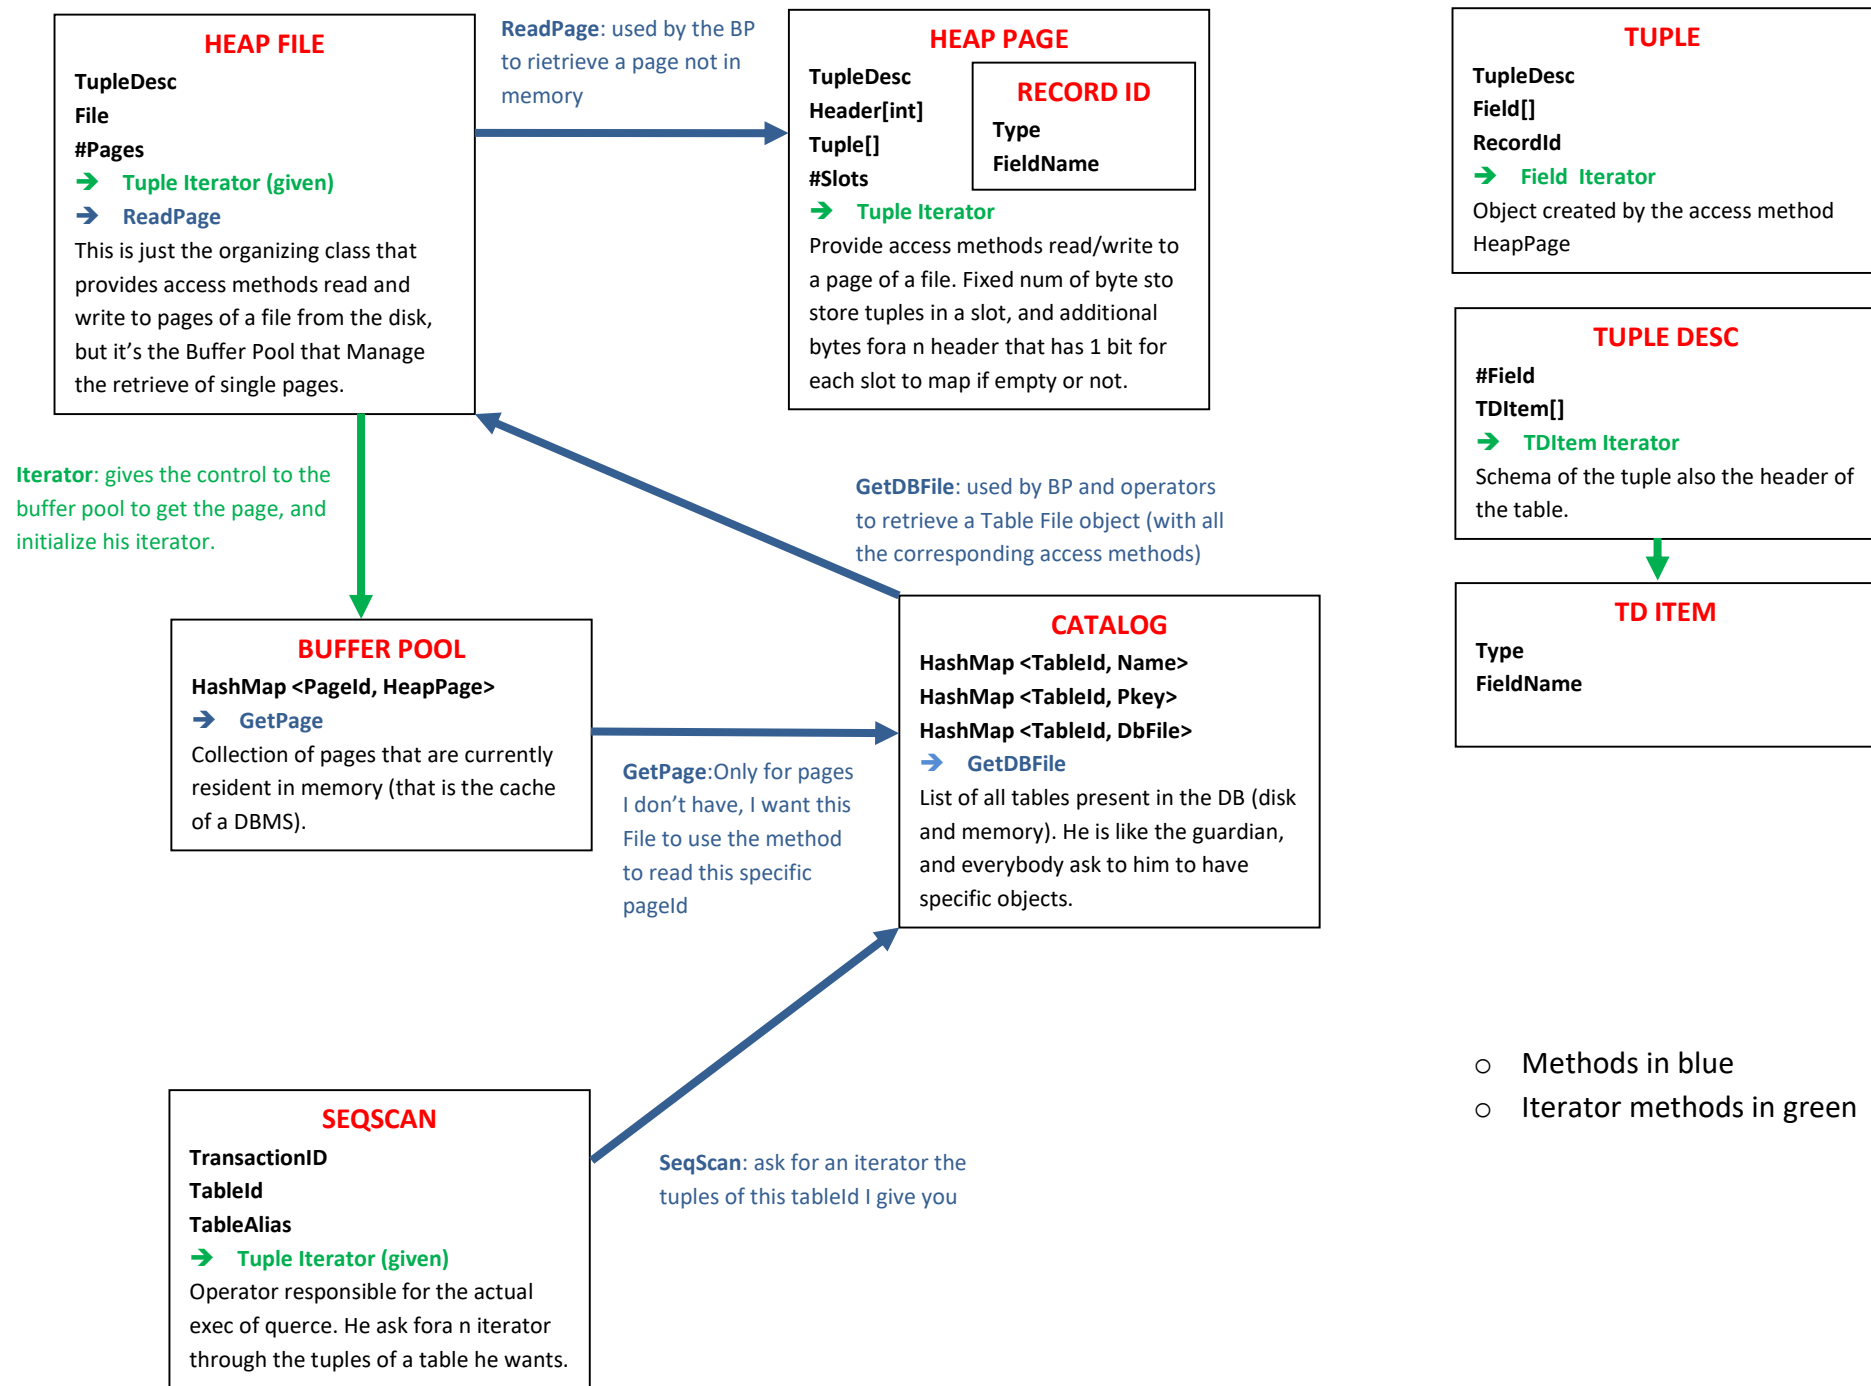 HEAP FILE
TupleDesc
File
#Pages
➔ Tuple Iterator (given)
➔ ReadPage
This is just the organizing class that
provides access methods read and
write to pages of a file from the disk,
but it’s the Buffer Pool that Manage
the retrieve of single pages.
ReadPage: used by the BP
to rietrieve a page not in
memory
HEAP PAGE
TupleDesc
Header[int]
Tuple[]
#Slots
➔ Tuple Iterator
Provide access methods read/write to
a page of a file. Fixed num of byte sto
store tuples in a slot, and additional
bytes fora n header that has 1 bit for
each slot to map if empty or not.
RECORD ID
Type
FieldName
TUPLE
TupleDesc
Field[]
RecordId
➔ Field Iterator
Object created by the access method
HeapPage
TUPLE DESC
#Field
TDItem[]
➔ TDItem Iterator
Schema of the tuple also the header of
the table.
TD ITEM
Type
FieldName
Iterator: gives the control to the
buffer pool to get the page, and
initialize his iterator.
GetDBFile: used by BP and operators
to retrieve a Table File object (with all
the corresponding access methods)
BUFFER POOL
HashMap <PageId, HeapPage>
➔ GetPage
Collection of pages that are currently
resident in memory (that is the cache
of a DBMS).
GetPage:Only for pages
I don’t have, I want this
File to use the method
to read this specific
pageId
CATALOG
HashMap <TableId, Name>
HashMap <TableId, Pkey>
HashMap <TableId, DbFile>
➔ GetDBFile
List of all tables present in the DB (disk
and memory). He is like the guardian,
and everybody ask to him to have
specific objects.
SEQSCAN
TransactionID
TableId
TableAlias
➔ Tuple Iterator (given)
Operator responsible for the actual
exec of querce. He ask fora n iterator
through the tuples of a table he wants.
SeqScan: ask for an iterator the
tuples of this tableId I give you
o Methods in blue
o Iterator methods in green